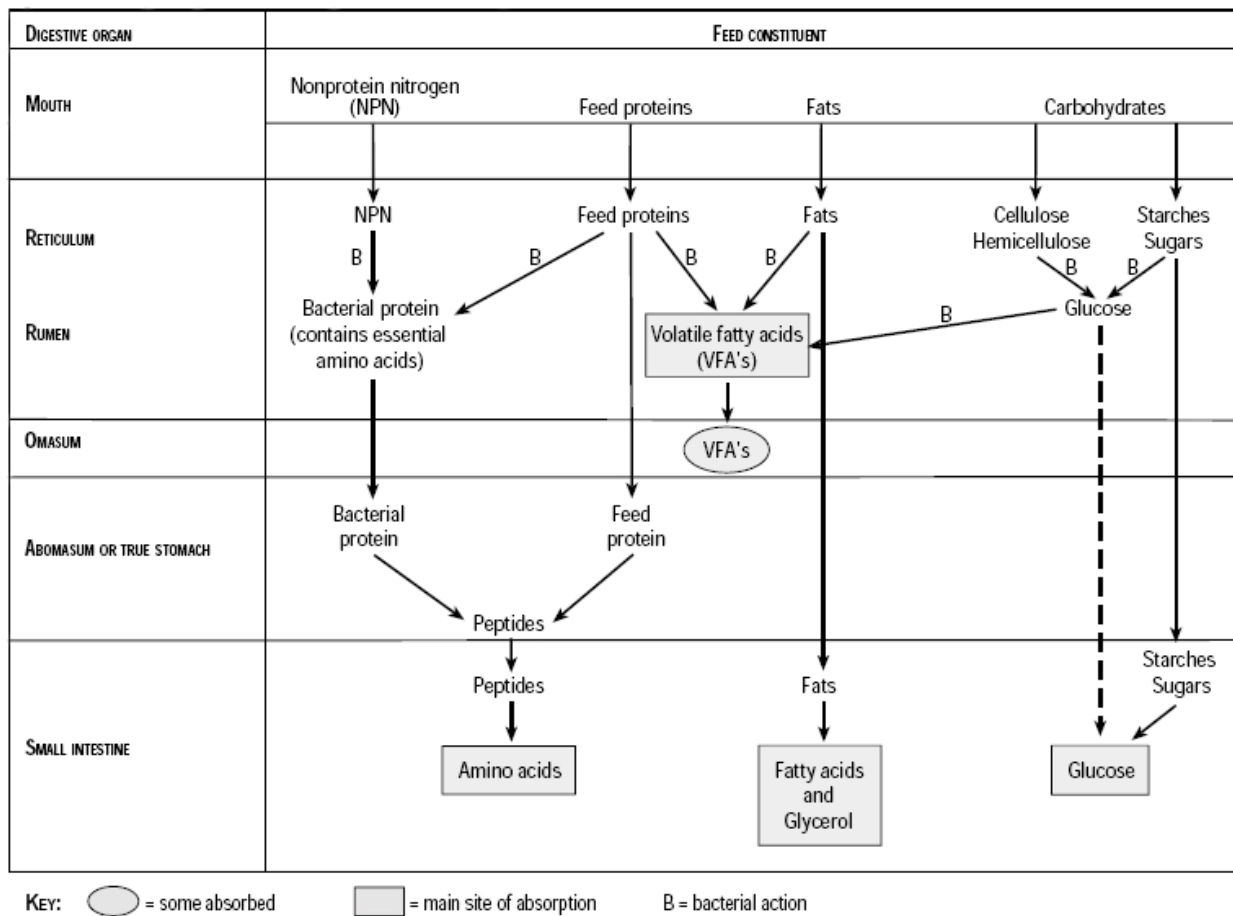 DIGESTIVE ORGAN
FEED CONSTITUENT
MOUTH
Nonprotein nitrogen
(NPN)
Feed proteins
Fats
Carbohydrates
RETICULUM
NPN
Feed proteins
Fats
Cellulose
Hemicellulose
Starches
Sugars
B
B
B
B
B
B
RUMEN
Bacterial protein
(contains essential
amino acids)
Volatile fatty acids
(VFA's)
B
Glucose
OMASUM
VFA's
ABOMASUM OR TRUE STOMACH
Bacterial
protein
Feed
protein
Peptides
SMALL INTESTINE
Peptides
Fats
Starches
Sugars
Amino acids
Fatty acids
and
Glycerol
Glucose
KEY:
= some absorbed
= main site of absorption
B = bacterial action